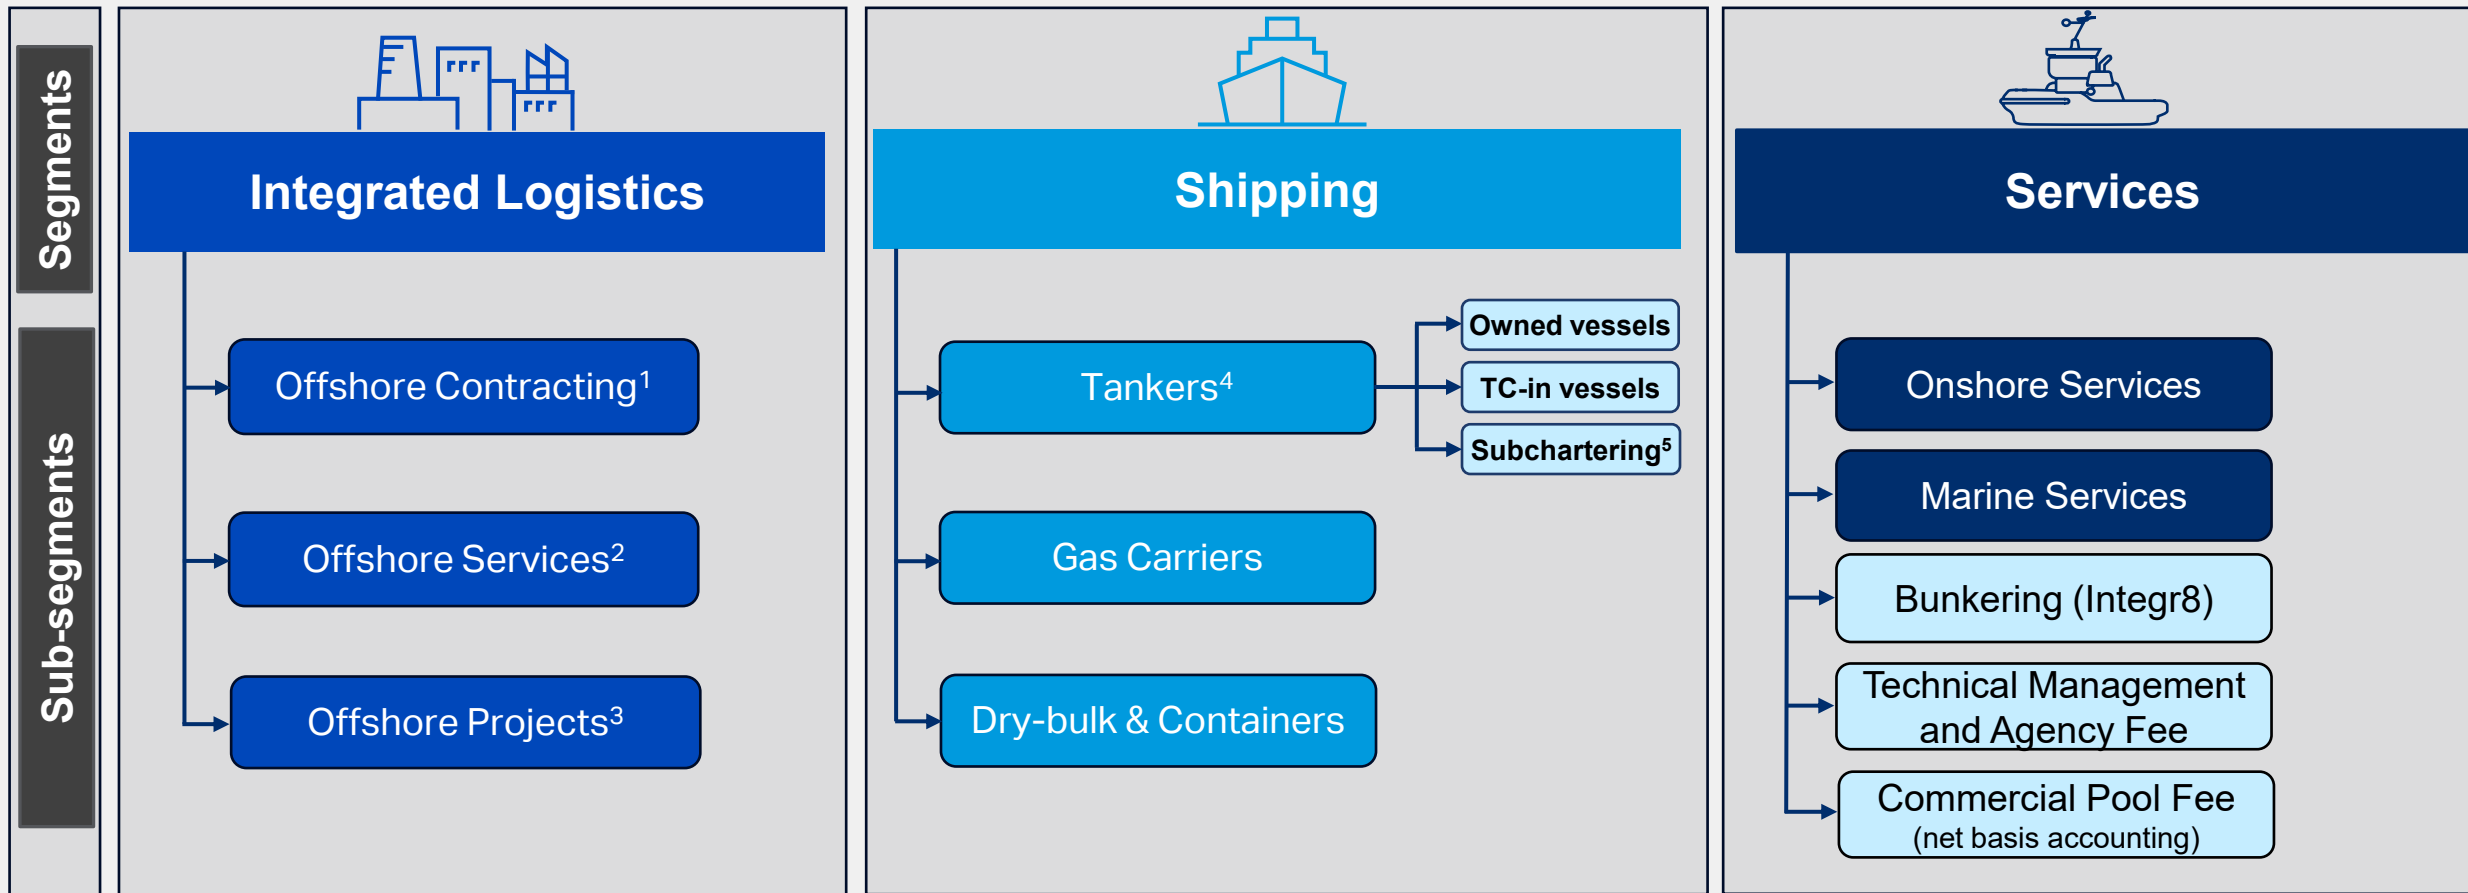 Segments
Sub-segments
Integrated Logistics
Offshore Contracting¹
Offshore Services²
Offshore Projects³
Shipping
Tankers⁴
Owned vessels
TC-in vessels
Subchartering⁵
Gas Carriers
Dry-bulk & Containers
Services
Onshore Services
Marine Services
Bunkering (Integr8)
Technical Management
and Agency Fee
Commercial Pool Fee
(net basis accounting)